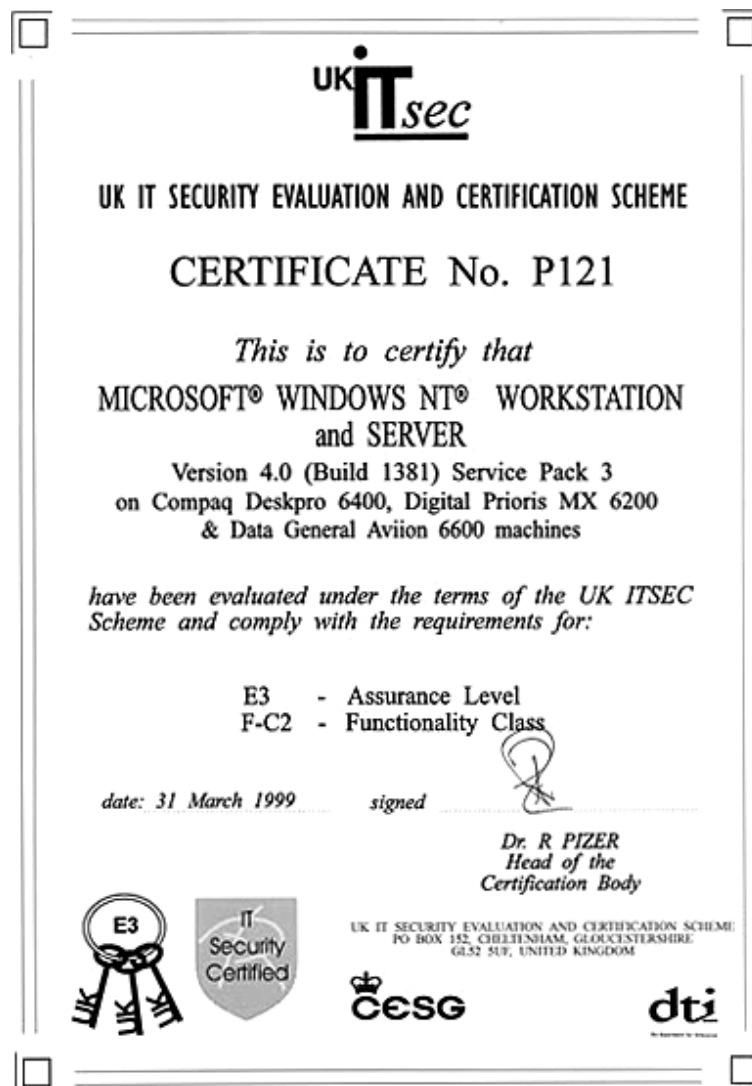 UK ITsec
UK IT SECURITY EVALUATION AND CERTIFICATION SCHEME
CERTIFICATE No. P121
This is to certify that
MICROSOFT® WINDOWS NT® WORKSTATION
and SERVER
Version 4.0 (Build 1381) Service Pack 3
on Compaq Deskpro 6400, Digital Prioris MX 6200
& Data General Aviion 6600 machines
have been evaluated under the terms of the UK ITSEC
Scheme and comply with the requirements for:
E3 - Assurance Level
F-C2 - Functionality Class
date: 31 March 1999 signed
Dr. R PIZER
Head of the
Certification Body
E3
UK UK UK
IT
Security
Certified
UK IT SECURITY EVALUATION AND CERTIFICATION SCHEME
PO BOX 152, CHELTENHAM, GLOUCESTERSHIRE
GL52 5UF, UNITED KINGDOM
CESG
dti